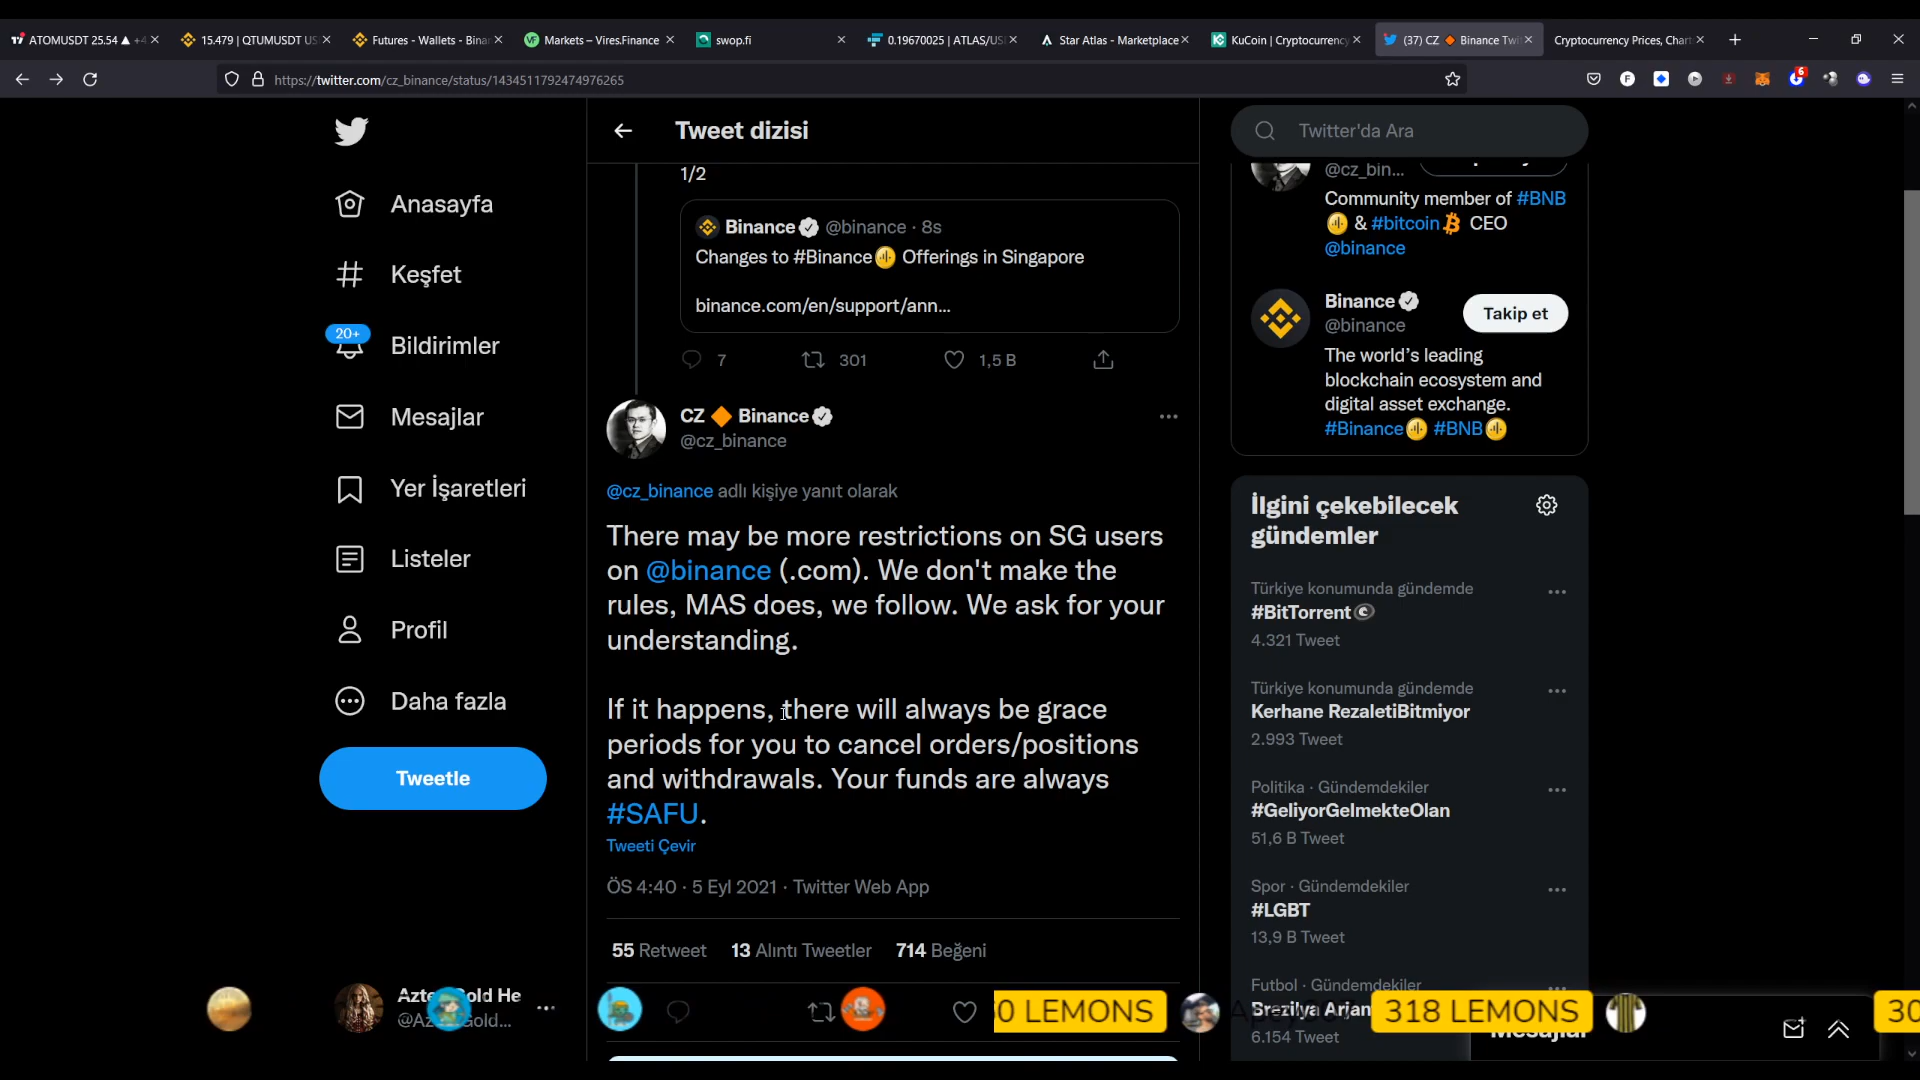 ATOMUSDT 25.54 ▲ +4
15.479 | QTUMUSDT US
Futures - Wallets - Binan
Markets – Vires.Finance
swop.fi
0.19670025 | ATLAS/US
Star Atlas - Marketplace
KuCoin | Cryptocurrency
(37) CZ 🔶 Binance Twi
Cryptocurrency Prices, Chart
https://twitter.com/cz_binance/status/1434511792474976265
6
Anasayfa
Keşfet
20+
Bildirimler
Mesajlar
Yer İşaretleri
Listeler
Profil
Daha fazla
Tweetle
@Az
Gold...
Tweet dizisi
1/2
Binance @binance · 8s
Changes to #Binance Offerings in Singapore
binance.com/en/support/ann...
7
301
1,5 B
CZ 🔶 Binance
@cz_binance
@cz_binance adlı kişiye yanıt olarak
There may be more restrictions on SG users
on @binance (.com). We don't make the
rules, MAS does, we follow. We ask for your
understanding.
If it happens, there will always be grace
periods for you to cancel orders/positions
and withdrawals. Your funds are always
#SAFU.
Tweeti Çevir
ÖS 4:40 · 5 Eyl 2021 · Twitter Web App
55 Retweet 13 Alıntı Tweetler 714 Beğeni
0 LEMONS
318 LEMONS
30
Twitter'da Ara
@cz_bin...
Community member of #BNB
& #bitcoin CEO
@binance
Binance
@binance
Takip et
The world's leading
blockchain ecosystem and
digital asset exchange.
#Binance #BNB
İlgini çekebilecek
gündemler
Türkiye konumunda gündemde
#BitTorrent
4.321 Tweet
Türkiye konumunda gündemde
Kerhane RezaletiBitmiyor
2.993 Tweet
Politika · Gündemdekiler
#GeliyorGelmekteOlan
51,6 B Tweet
Spor · Gündemdekiler
#LGBT
13,9 B Tweet
Futbol · Gündemdekiler
Brezilya Arjan
6.154 Tweet
Mesajlar